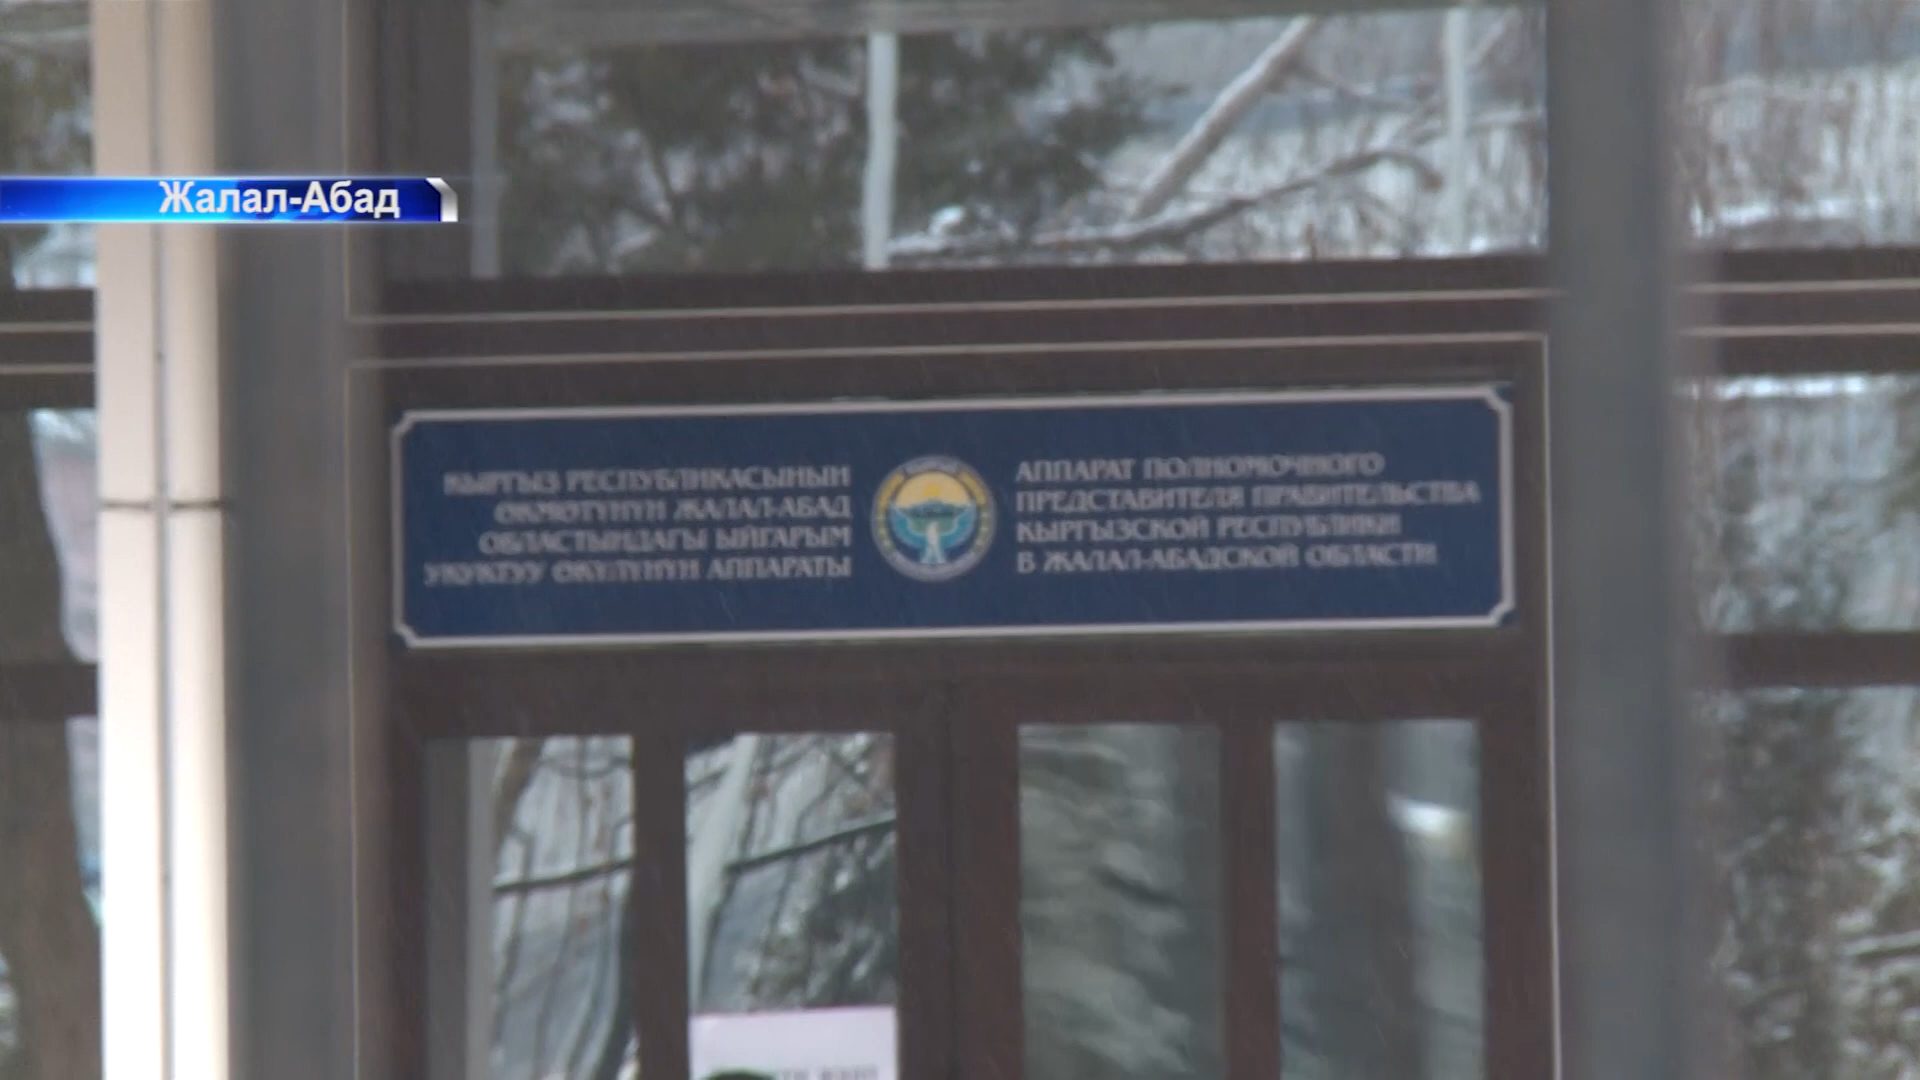 Жалал-Абад
КЫРГЫЗ РЕСПУБЛИКАСЫНЫН
ӨКМӨТҮНҮН ЖАЛАЛ-АБАД
ОБЛАСТЫНДАГЫ ЫЙГАРЫМ
УКУКТУУ ӨКҮЛҮНҮН АППАРАТЫ
АППАРАТ ПОЛНОМОЧНОГО
ПРЕДСТАВИТЕЛЯ ПРАВИТЕЛЬСТВА
КЫРГЫЗСКОЙ РЕСПУБЛИКИ
В ЖАЛАЛ-АБАДСКОЙ ОБЛАСТИ